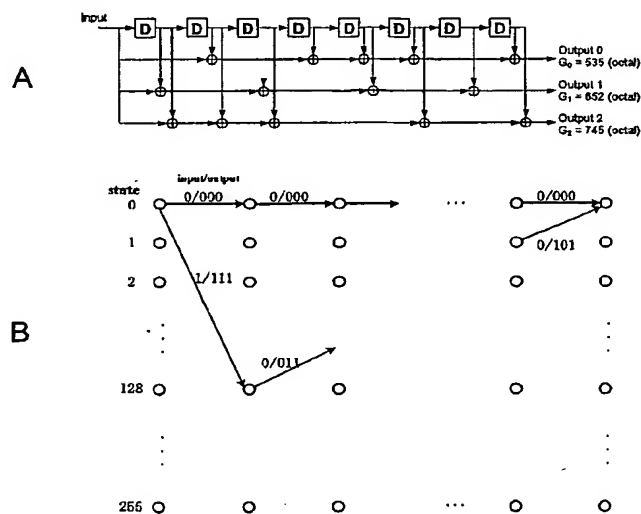 Input
D D D D D D D D
Output 0
G₀ = 535 (octal)
A
Output 1
G₁ = 652 (octal)
Output 2
G₂ = 745 (octal)
state
input/output
0
0/000
0/000
...
0/000
1
0/101
2
1/111
B
0/011
128
255
...